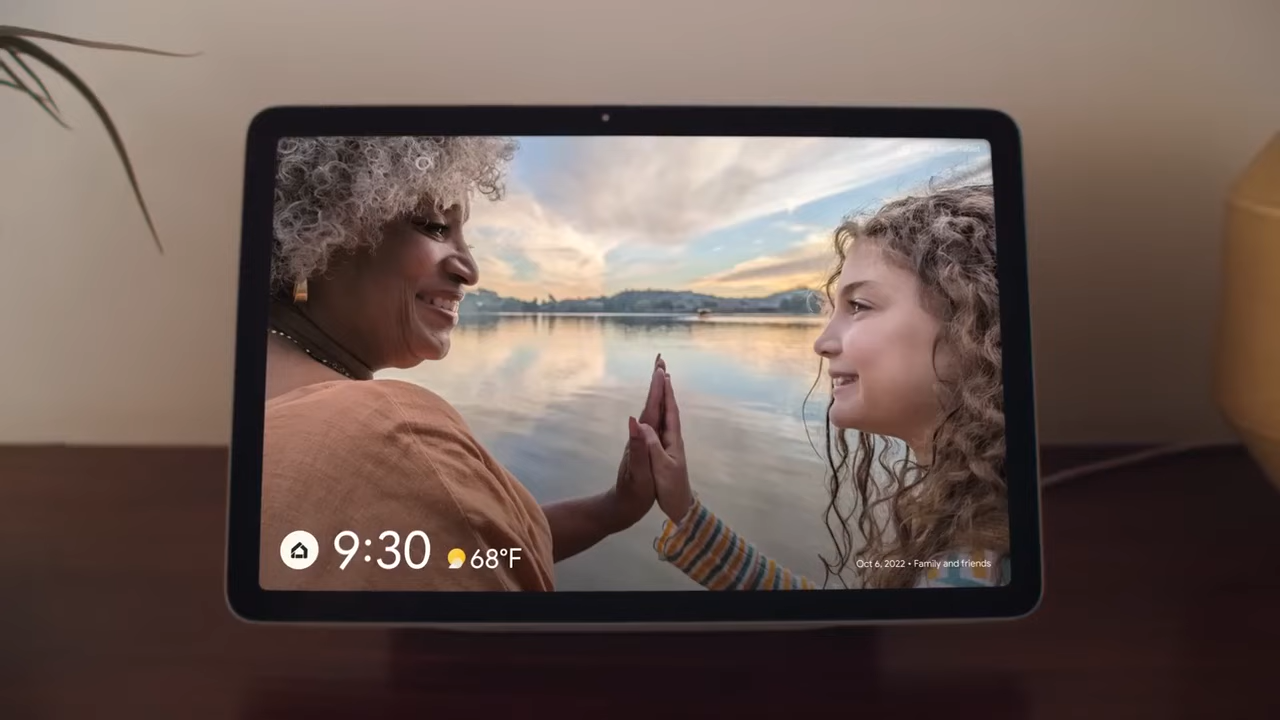 9:30 68°F
Oct 6, 2022 • Family and friends